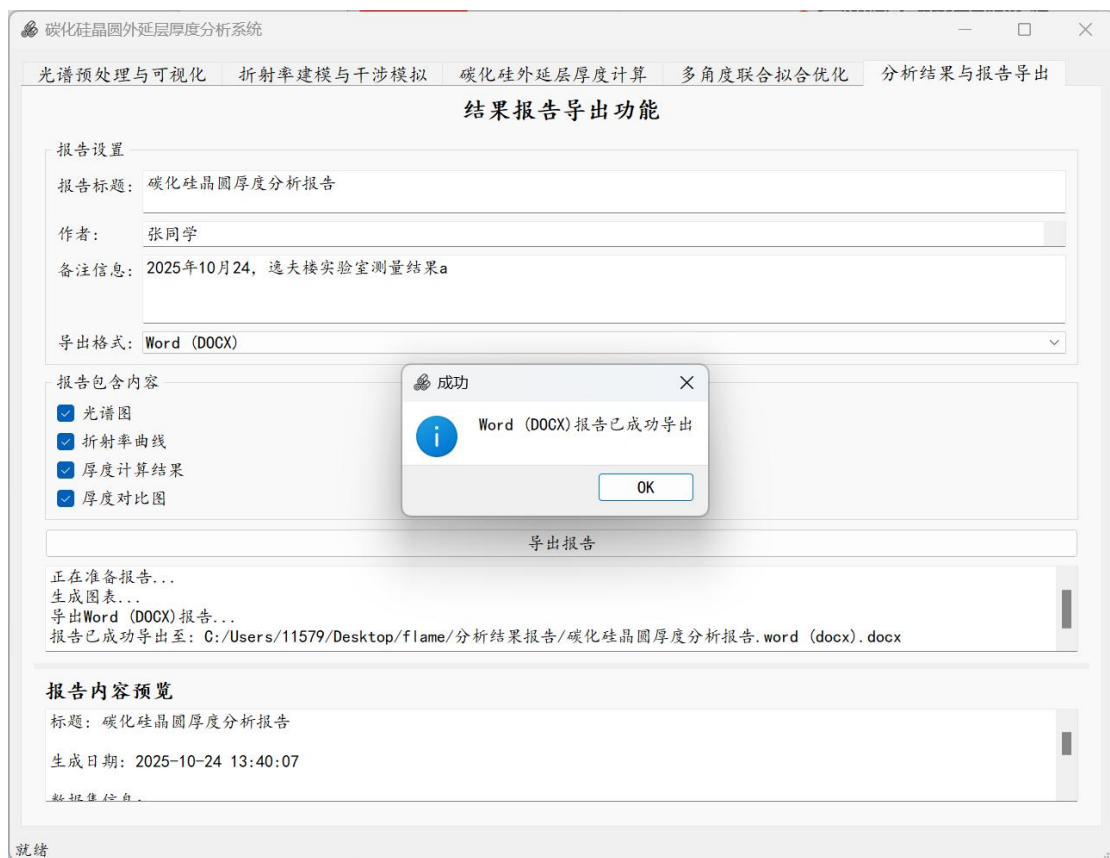 碳化硅晶圆外延层厚度分析系统
光谱预处理与可视化 折射率建模与干涉模拟 碳化硅外延层厚度计算 多角度联合拟合优化 分析结果与报告导出
结果报告导出功能
报告设置
报告标题: 碳化硅晶圆厚度分析报告
作者: 张同学
备注信息: 2025年10月24, 逸夫楼实验室测量结果a
导出格式: Word (DOCX)
报告包含内容
光谱图
折射率曲线
厚度计算结果
厚度对比图
成功
Word (DOCX)报告已成功导出
OK
导出报告
正在准备报告...
生成图表...
导出Word (DOCX)报告...
报告已成功导出至: C:/Users/11579/Desktop/flame/分析结果报告/碳化硅晶圆厚度分析报告.word (docx).docx
报告内容预览
标题: 碳化硅晶圆厚度分析报告
生成日期: 2025-10-24 13:40:07
数据集信息:
就绪